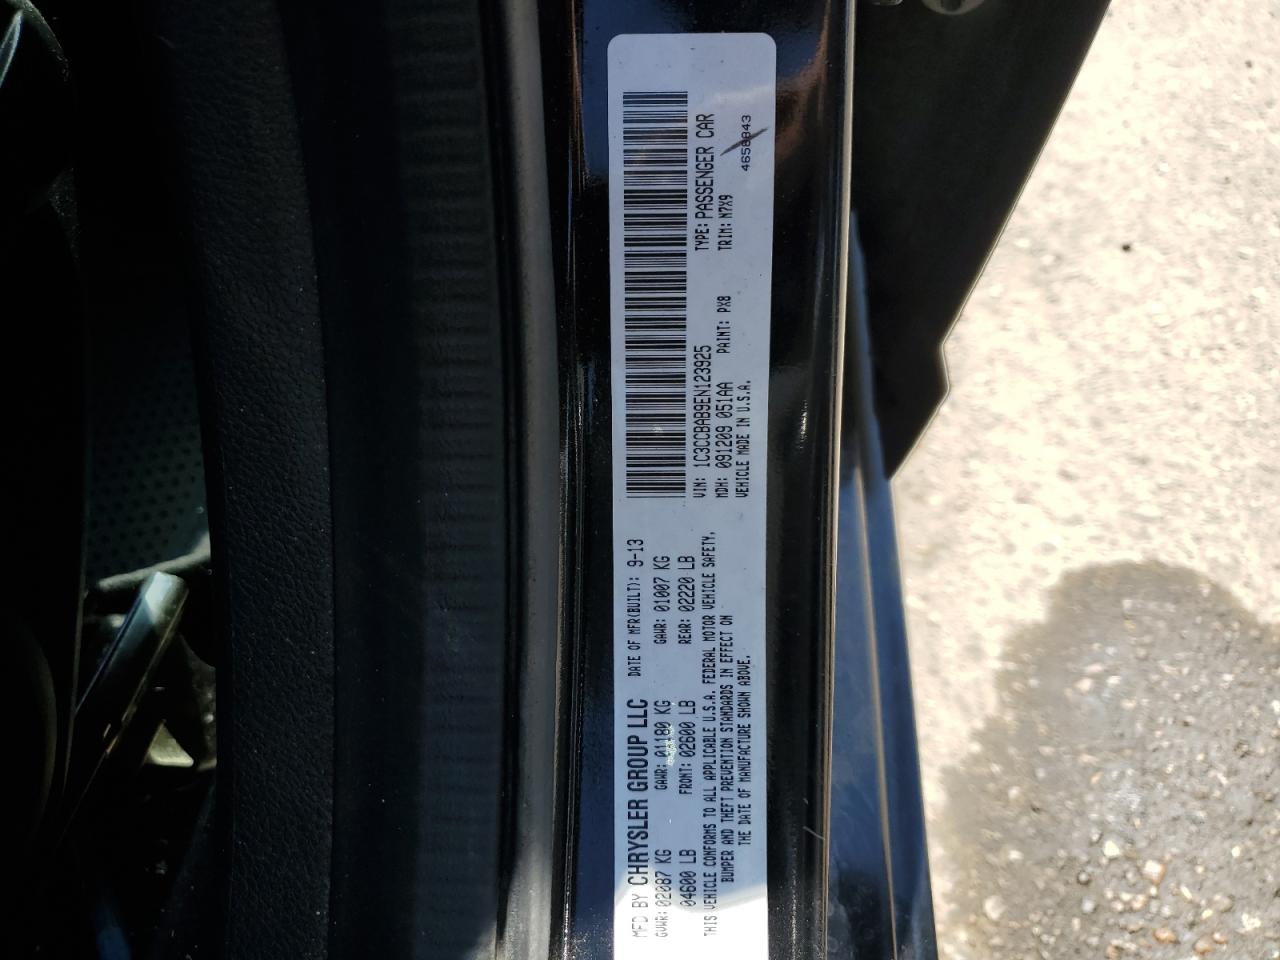 MFD BY CHRYSLER GROUP LLC DATE OF MFR(BUILT): 9-13
GVWR: 02087 KG GAWR: 01180 KG GAWR: 01007 KG
04600 LB FRONT: 02600 LB REAR: 02220 LB
THIS VEHICLE CONFORMS TO ALL APPLICABLE U.S.A. FEDERAL MOTOR VEHICLE SAFETY,
BUMPER AND THEFT PREVENTION STANDARDS IN EFFECT ON
THE DATE OF MANUFACTURE SHOWN ABOVE.
VIN: 1C3CCBAB9EN123925 TYPE: PASSENGER CAR
MDH: 091209 051AA PAINT: PX8 TRIM: N7X9
VEHICLE MADE IN U.S.A.